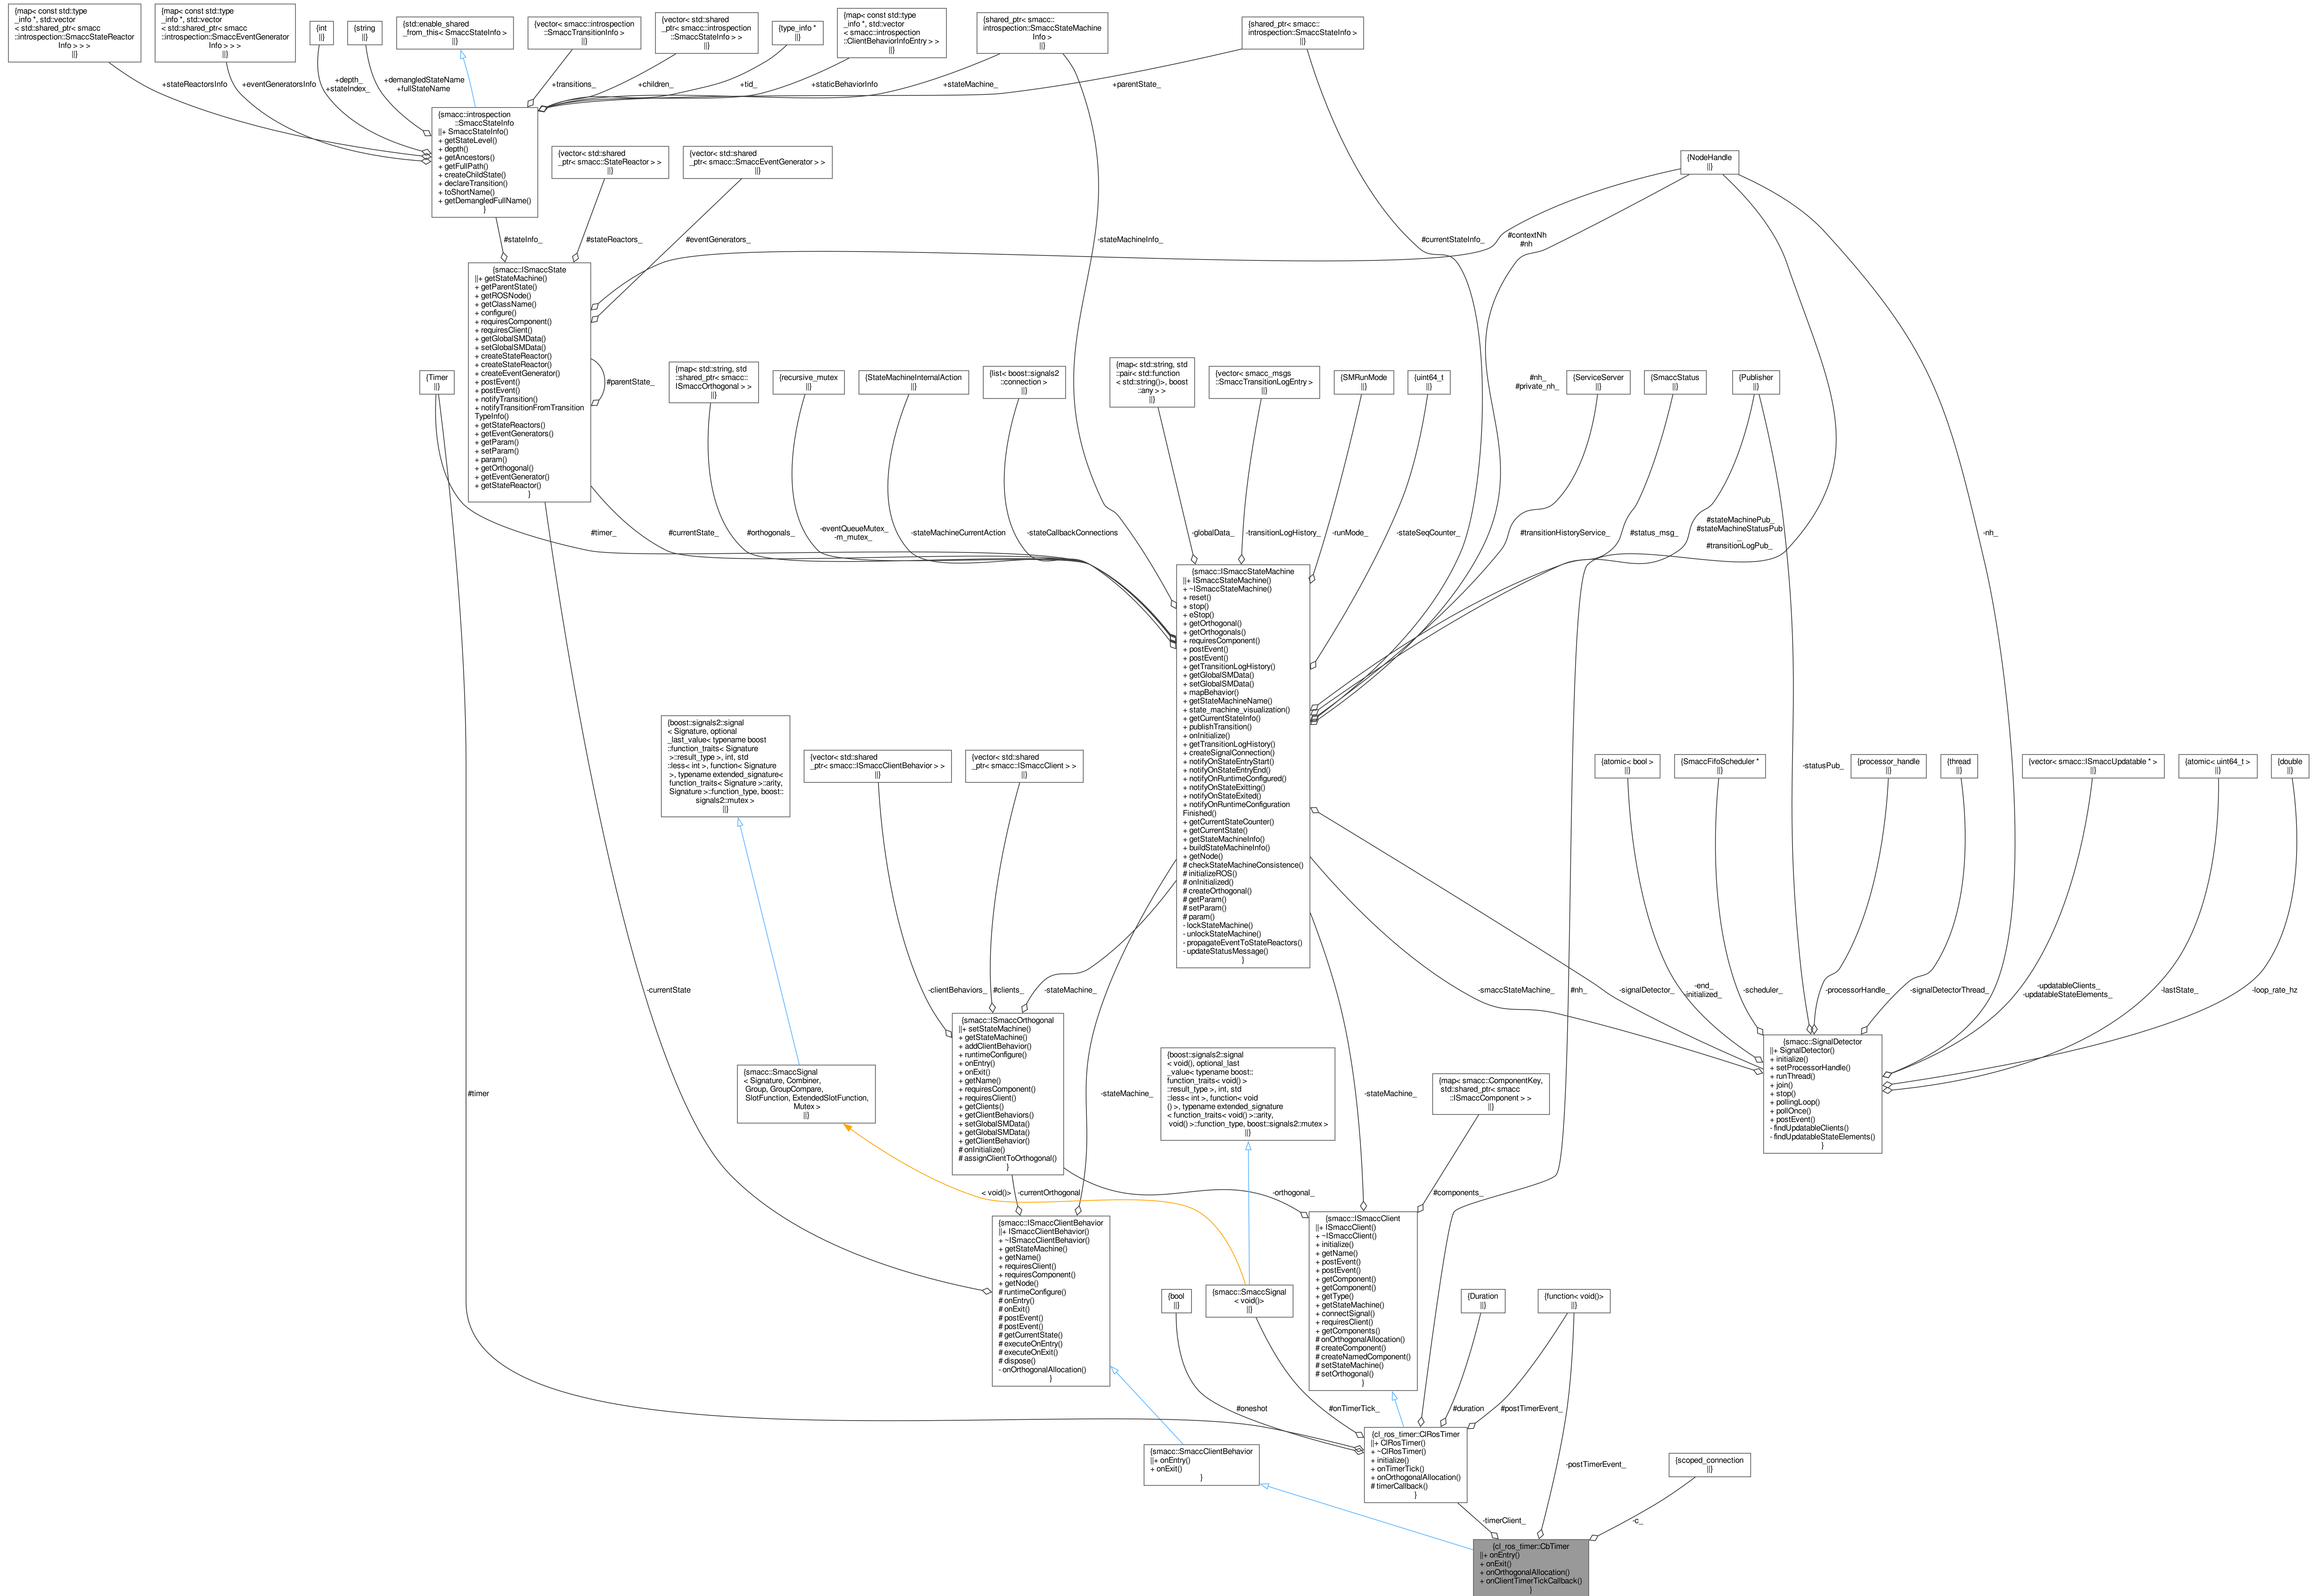 {map< const std::type
_info *, std::vector
< std::shared_ptr< smacc
::introspection::SmaccStateReactor
Info > > >
||}
{map< const std::type
_info *, std::vector
< std::shared_ptr< smacc
::introspection::SmaccEventGenerator
Info > > >
||}
{int
||}
{string
||}
{std::enable_shared
_from_this< SmaccStateInfo >
||}
{vector< smacc::introspection
::SmaccTransitionInfo >
||}
{vector< std::shared
_ptr< smacc::introspection
::SmaccStateInfo > >
||}
{type_info *
||}
{map< const std::type
_info *, std::vector
< smacc::introspection
::ClientBehaviorInfoEntry > >
||}
{shared_ptr< smacc::
introspection::SmaccStateMachine
Info >
||}
{shared_ptr< smacc::
introspection::SmaccStateInfo >
||}
+stateReactorsInfo
+eventGeneratorsInfo
+depth_
+stateIndex_
+demangledStateName
+fullStateName
+transitions_
+children_
+tid_
+staticBehaviorInfo
+stateMachine_
+parentState_
{smacc::introspection
::SmaccStateInfo
||+ SmaccStateInfo()
+ getStateLevel()
+ depth()
+ getAncestors()
+ getFullPath()
+ createChildState()
+ declareTransition()
+ toShortName()
+ getDemangledFullName()
}
{vector< std::shared
_ptr< smacc::StateReactor > >
||}
{vector< std::shared
_ptr< smacc::SmaccEventGenerator > >
||}
{NodeHandle
||}
#stateInfo_
#stateReactors_
#eventGenerators_
-stateMachineInfo_
#currentStateInfo_
#contextNh
#nh
{smacc::ISmaccState
||+ getStateMachine()
+ getParentState()
+ getROSNode()
+ getClassName()
+ configure()
+ requiresComponent()
+ requiresClient()
+ getGlobalSMData()
+ setGlobalSMData()
+ createStateReactor()
+ createStateReactor()
+ createEventGenerator()
+ postEvent()
+ postEvent()
+ notifyTransition()
+ notifyTransitionFromTransition
TypeInfo()
+ getStateReactors()
+ getEventGenerators()
+ getParam()
+ setParam()
+ param()
+ getOrthogonal()
+ getEventGenerator()
+ getStateReactor()
}
#parentState_
{Timer
||}
{map< std::string, std
::shared_ptr< smacc::
ISmaccOrthogonal > >
||}
{recursive_mutex
||}
{StateMachineInternalAction
||}
{list< boost::signals2
::connection >
||}
{map< std::string, std
::pair< std::function
< std::string()>, boost
::any > >
||}
{vector< smacc_msgs
::SmaccTransitionLogEntry >
||}
{SMRunMode
||}
{uint64_t
||}
#nh_
#private_nh_
{ServiceServer
||}
{SmaccStatus
||}
{Publisher
||}
#timer_
#currentState_
#orthogonals_
-eventQueueMutex_
-m_mutex_
-stateMachineCurrentAction
-stateCallbackConnections
-globalData_
-transitionLogHistory_
-runMode_
-stateSeqCounter_
#transitionHistoryService_
#status_msg_
#stateMachinePub_
#stateMachineStatusPub
_
#transitionLogPub_
-nh_
{smacc::ISmaccStateMachine
||+ ISmaccStateMachine()
+ ~ISmaccStateMachine()
+ reset()
+ stop()
+ eStop()
+ getOrthogonal()
+ getOrthogonals()
+ requiresComponent()
+ postEvent()
+ postEvent()
+ getTransitionLogHistory()
+ getGlobalSMData()
+ setGlobalSMData()
+ mapBehavior()
+ getStateMachineName()
+ state_machine_visualization()
+ getCurrentStateInfo()
+ publishTransition()
+ onInitialize()
+ getTransitionLogHistory()
+ createSignalConnection()
+ notifyOnStateEntryStart()
+ notifyOnStateEntryEnd()
+ notifyOnRuntimeConfigured()
+ notifyOnStateExitting()
+ notifyOnStateExited()
+ notifyOnRuntimeConfiguration
Finished()
+ getCurrentStateCounter()
+ getCurrentState()
+ getStateMachineInfo()
+ buildStateMachineInfo()
+ getNode()
# checkStateMachineConsistence()
# initializeROS()
# onInitialized()
# createOrthogonal()
# getParam()
# setParam()
# param()
- lockStateMachine()
- unlockStateMachine()
- propagateEventToStateReactors()
- updateStatusMessage()
}
{boost::signals2::signal
< Signature, optional
_last_value< typename boost
::function_traits< Signature
>::result_type >, int, std
::less< int >, function< Signature
>, typename extended_signature<
function_traits< Signature >::arity,
Signature >::function_type, boost::
signals2::mutex >
||}
{vector< std::shared
_ptr< smacc::ISmaccClientBehavior > >
||}
{vector< std::shared
_ptr< smacc::ISmaccClient > >
||}
{atomic< bool >
||}
{SmaccFifoScheduler *
||}
{processor_handle
||}
{thread
||}
{vector< smacc::ISmaccUpdatable * >
||}
{atomic< uint64_t >
||}
{double
||}
-statusPub_
-currentState
-clientBehaviors_
#clients_
-stateMachine_
-smaccStateMachine_
#nh_
-signalDetector_
-end_
-initialized_
-scheduler_
-processorHandle_
-signalDetectorThread_
-updatableClients_
-updatableStateElements_
-lastState_
-loop_rate_hz
{smacc::ISmaccOrthogonal
||+ setStateMachine()
+ getStateMachine()
+ addClientBehavior()
+ runtimeConfigure()
+ onEntry()
+ onExit()
+ getName()
+ requiresComponent()
+ requiresClient()
+ getClients()
+ getClientBehaviors()
+ setGlobalSMData()
+ getGlobalSMData()
+ getClientBehavior()
# onInitialize()
# assignClientToOrthogonal()
}
{smacc::SignalDetector
||+ SignalDetector()
+ initialize()
+ setProcessorHandle()
+ runThread()
+ join()
+ stop()
+ pollingLoop()
+ pollOnce()
+ postEvent()
- findUpdatableClients()
- findUpdatableStateElements()
}
{smacc::SmaccSignal
< Signature, Combiner,
Group, GroupCompare,
SlotFunction, ExtendedSlotFunction,
Mutex >
||}
#timer
-stateMachine_
{boost::signals2::signal
< void(), optional_last
_value< typename boost::
function_traits< void() >
::result_type >, int, std
::less< int >, function< void
() >, typename extended_signature
< function_traits< void() >::arity,
void() >::function_type, boost::signals2::mutex >
||}
-stateMachine_
{map< smacc::ComponentKey,
std::shared_ptr< smacc
::ISmaccComponent > >
||}
< void()>
-currentOrthogonal
-orthogonal_
#components_
{smacc::ISmaccClientBehavior
||+ ISmaccClientBehavior()
+ ~ISmaccClientBehavior()
+ getStateMachine()
+ getName()
+ requiresClient()
+ requiresComponent()
+ getNode()
# runtimeConfigure()
# onEntry()
# onExit()
# postEvent()
# postEvent()
# getCurrentState()
# executeOnEntry()
# executeOnExit()
# dispose()
- onOrthogonalAllocation()
}
{smacc::ISmaccClient
||+ ISmaccClient()
+ ~ISmaccClient()
+ initialize()
+ getName()
+ postEvent()
+ postEvent()
+ getComponent()
+ getComponent()
+ getType()
+ getStateMachine()
+ connectSignal()
+ requiresClient()
+ getComponents()
# onOrthogonalAllocation()
# createComponent()
# createNamedComponent()
# setStateMachine()
# setOrthogonal()
}
{bool
||}
{smacc::SmaccSignal
< void()>
||}
{Duration
||}
{function< void()>
||}
#oneshot
#onTimerTick_
#duration
#postTimerEvent_
{smacc::SmaccClientBehavior
||+ onEntry()
+ onExit()
}
{cl_ros_timer::ClRosTimer
||+ ClRosTimer()
+ ~ClRosTimer()
+ initialize()
+ onTimerTick()
+ onOrthogonalAllocation()
# timerCallback()
}
-postTimerEvent_
{scoped_connection
||}
-timerClient_
-c_
{cl_ros_timer::CbTimer
||+ onEntry()
+ onExit()
+ onOrthogonalAllocation()
+ onClientTimerTickCallback()
}